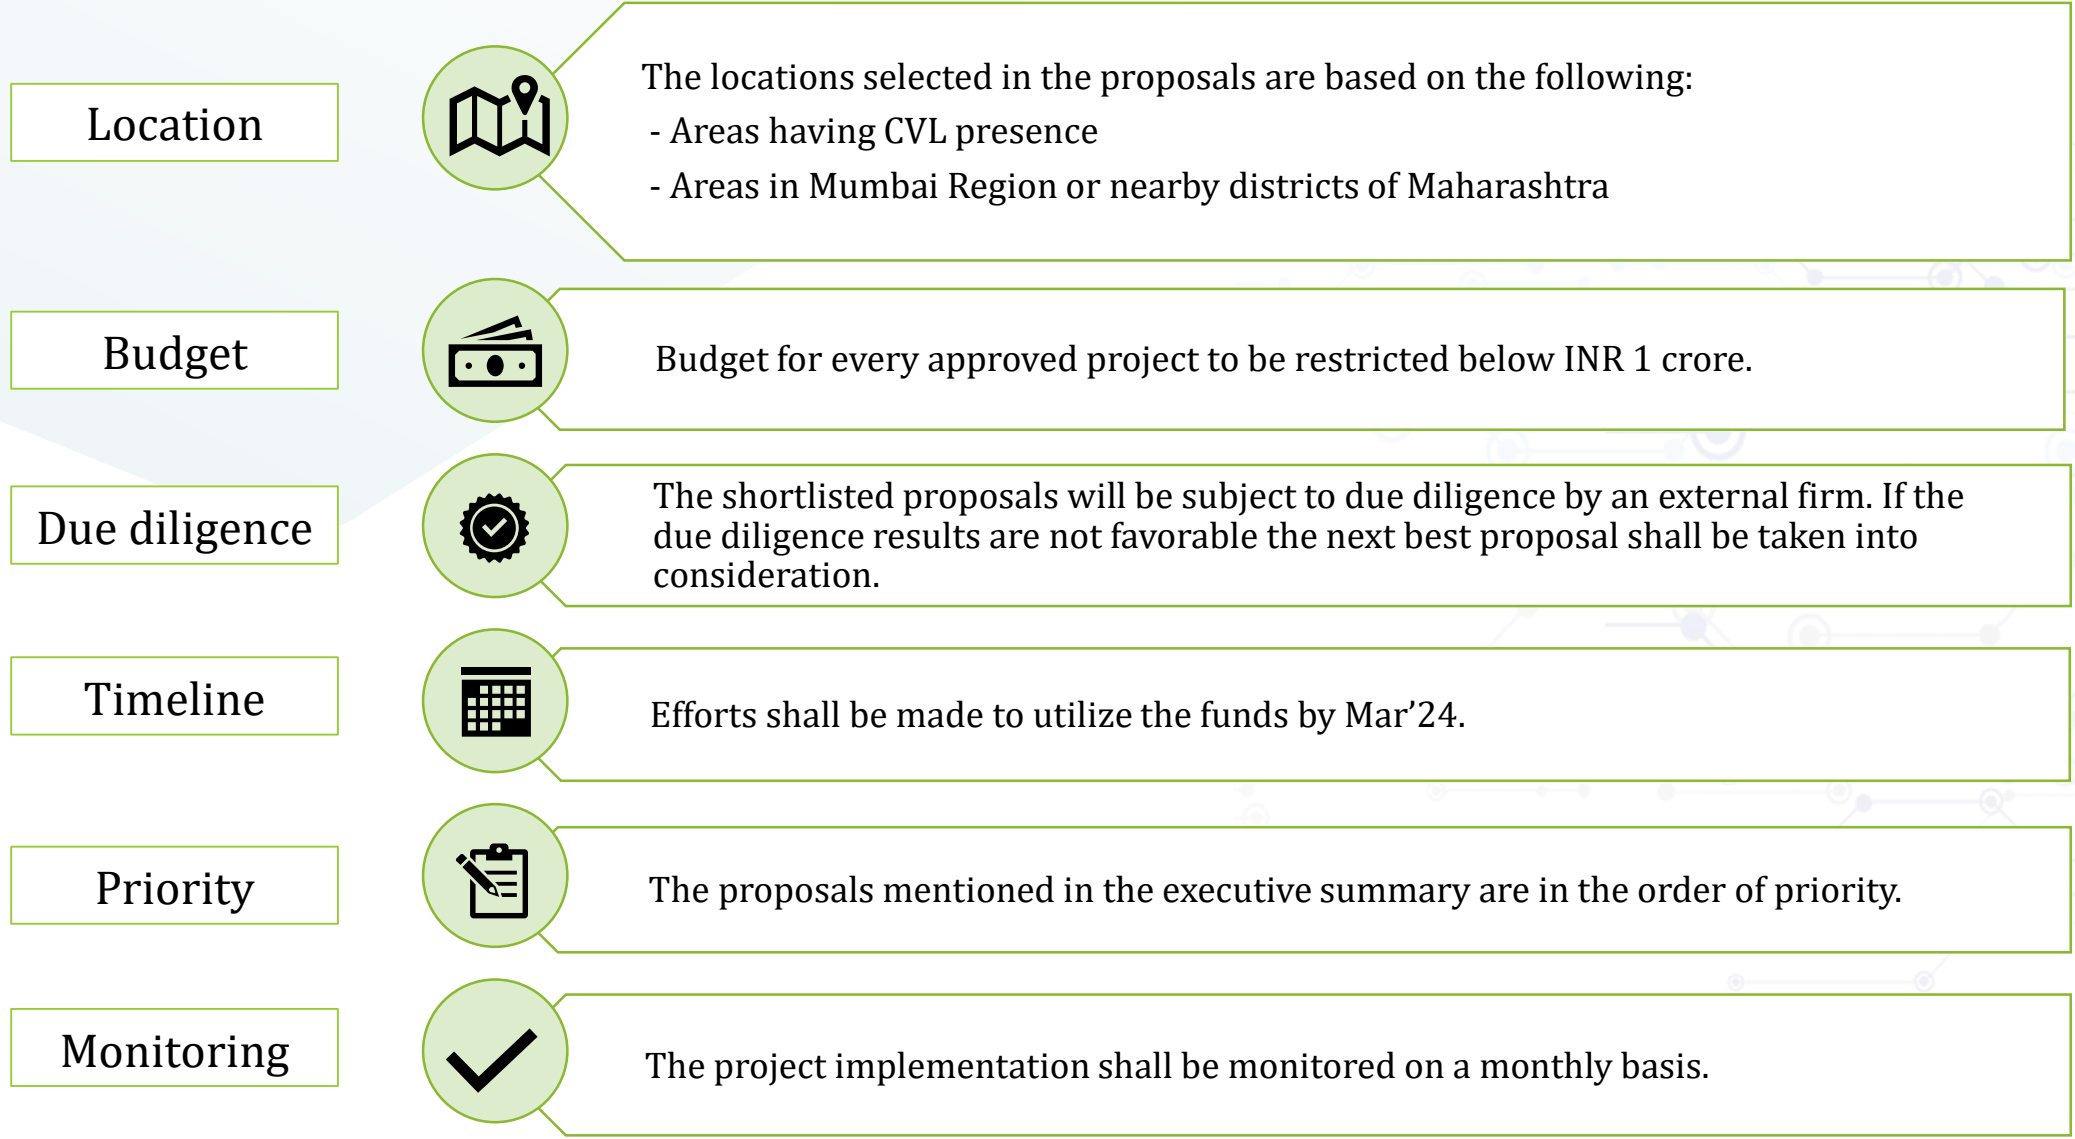 Location
The locations selected in the proposals are based on the following:
- Areas having CVL presence
- Areas in Mumbai Region or nearby districts of Maharashtra
Budget
Budget for every approved project to be restricted below INR 1 crore.
Due diligence
The shortlisted proposals will be subject to due diligence by an external firm. If the
due diligence results are not favorable the next best proposal shall be taken into
consideration.
Timeline
Efforts shall be made to utilize the funds by Mar’24.
Priority
The proposals mentioned in the executive summary are in the order of priority.
Monitoring
The project implementation shall be monitored on a monthly basis.